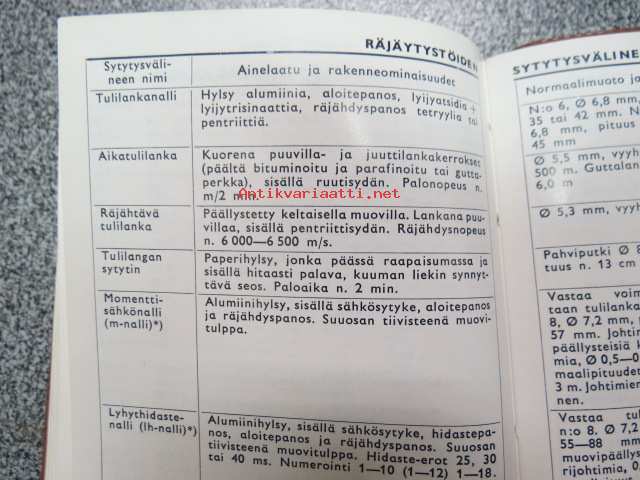 RÄJÄYTYSTÖIDEN
Sytytysväli-
neen nimi
Ainelaatu ja rakenneominaisuudet
Tulilankanalli
Hylsy alumiinia, aloitepanos, lyijyatsidia +
lyijytrisinaattia, räjähdyspanos tetryylia tai
pentriittiä.
Aikatulilanka
Kuorena puuvilla- ja juuttilankakerrokset
(päältä bituminoitu ja parafinoitu tai gutta-
perkka), sisällä ruutisydän. Palonopeus n.
m/2 min.
Antikvariaatti.net
Räjähtävä
tulilanka
Päällystetty keltaisella muovilla. Lankana puu-
villaa, sisällä pentriittisydän. Räjähdysnopeus
n. 6 000—6 500 m/s.
Tulilangan
sytytin
Paperihylsy, jonka päässä raapaisumassa ja
sisällä hitaasti palava, kuuman liekin synnyt-
tävä seos. Paloaika n. 2 min.
Momentti-
sähkönalli
(m-nalli)*)
Alumiinihylsy, sisällä sähkösytyke, aloitepanos
ja räjähdyspanos. Suuosan tiivisteenä muovi-
tulppa.
Lyhythidaste-
nalli (lh-nalli)*)
Alumiinihylsy, sisällä sähkösytyke, hidastepa-
nos, aloitepanos ja räjähdyspanos. Suuosan
tiivisteenä muovitulppa. Hidaste-erot 25, 30
tai 40 ms. Numerointi 1—10 (1—12) 1—18.
SYTYTYSVÄLINE
Normaalimuoto ja
N:o 6, Ø 6,8 mm,
35 tai 42 mm. N:
6,8 mm, pituus
45 mm
Ø 5,5 mm, vyyh
500 m. Guttalan
6,0 m
Ø 5,3 mm, vyyh
Pahviputki Ø 8
tuus n. 13 cm
Vastaa voim
taan tulilanka
8, Ø 7,2 mm,
57 mm. Johtim
päällysteisiä k
mia, Ø 0,5—0
maalipituudet
3 m. Johtimien
nen.
Vastaa tul
n:o 8. Ø 7,2
55—88 mm
muovipäällys
rijohtimia, Ø